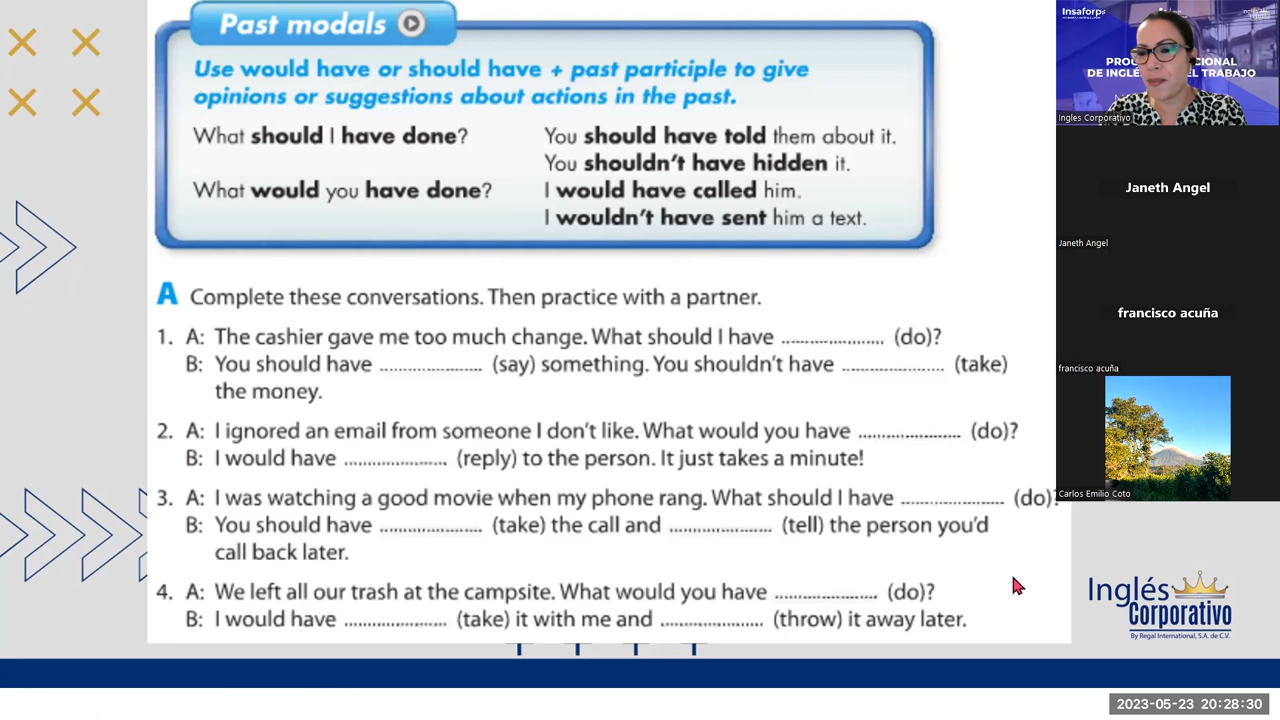 Past modals
Use would have or should have + past participle to give
opinions or suggestions about actions in the past.
What should I have done?
You should have told them about it.
You shouldn't have hidden it.
What would you have done?
I would have called him.
I wouldn't have sent him a text.
A Complete these conversations. Then practice with a partner.
1. A: The cashier gave me too much change. What should I have .................... (do)?
B: You should have .................... (say) something. You shouldn't have .................... (take)
the money.
2. A: I ignored an email from someone I don't like. What would you have .................... (do)?
B: I would have .................... (reply) to the person. It just takes a minute!
3. A: I was watching a good movie when my phone rang. What should I have .................... (do)?
B: You should have .................... (take) the call and .................... (tell) the person you'd
call back later.
4. A: We left all our trash at the campsite. What would you have .................... (do)?
B: I would have .................... (take) it with me and .................... (throw) it away later.
Insaforp
DE INGLÉ EL TRABAJO
Ingles Corporativo
Janeth Angel
Janeth Angel
francisco acuña
francisco acuña
Carlos Emilio Coto
Inglés
Corporativo
By Regal International, S.A. de C.V.
2023-05-23 20:28:30